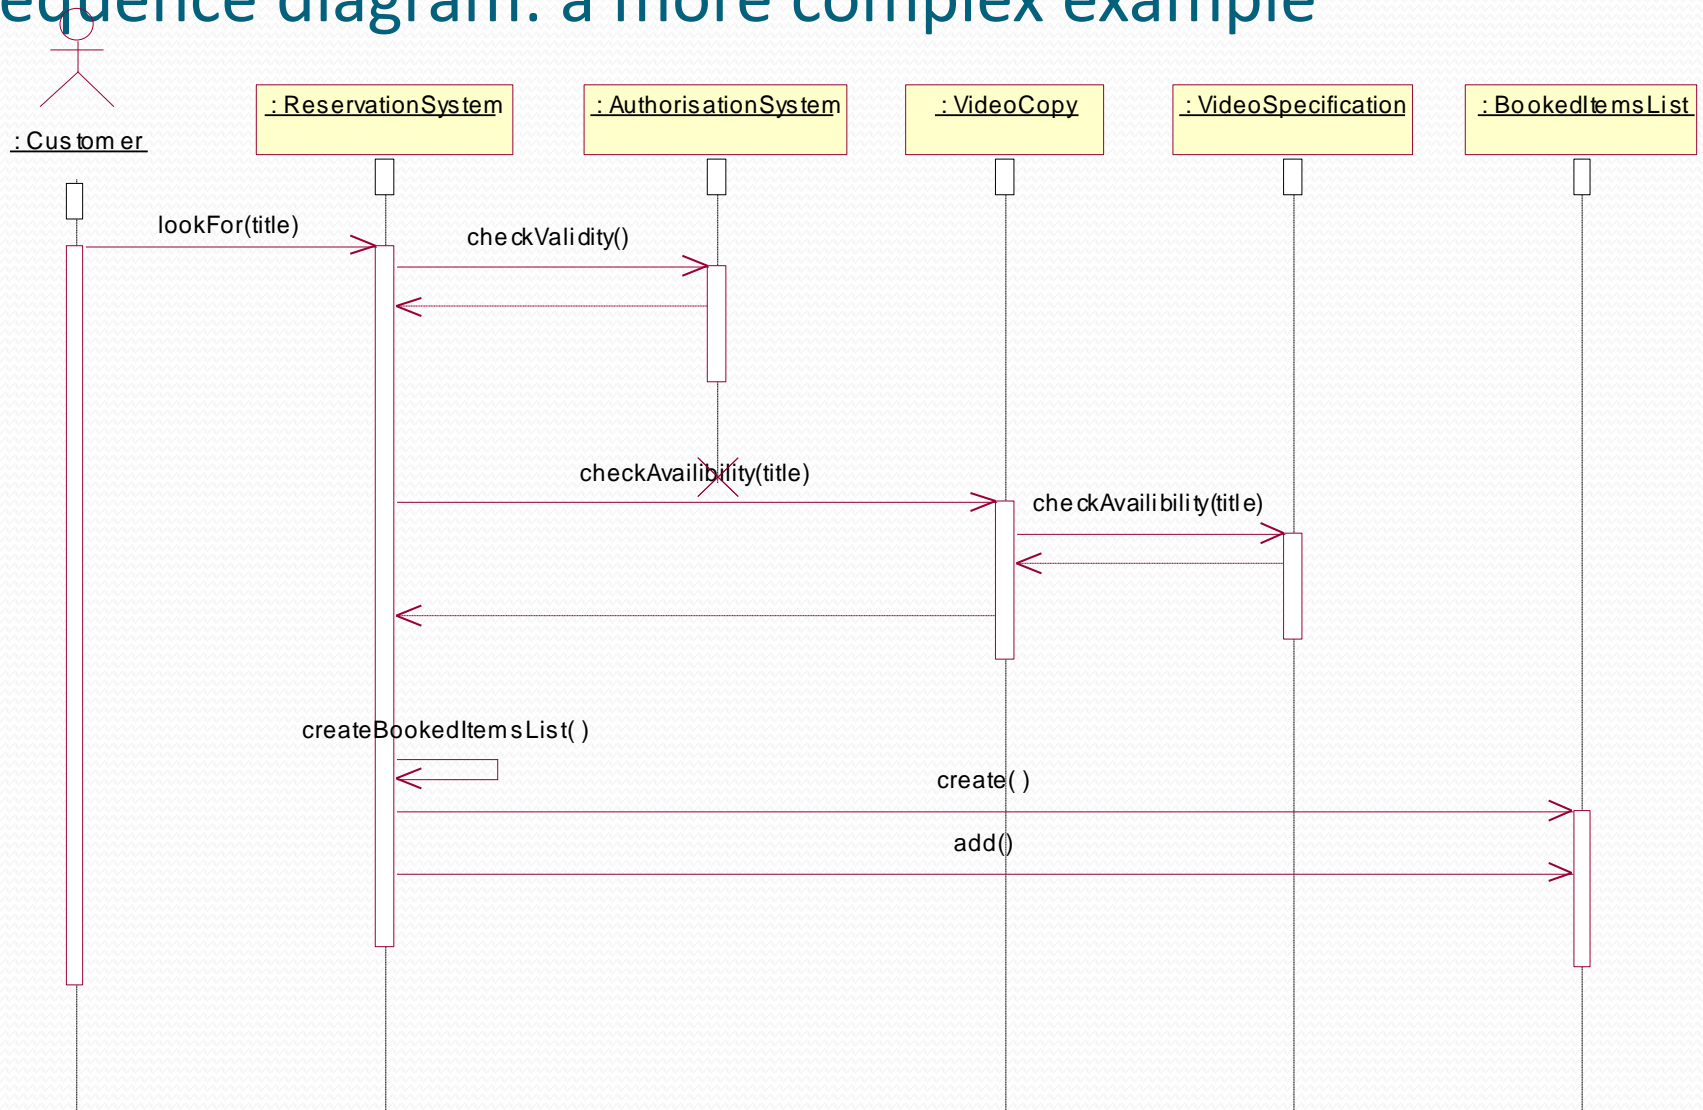 equence diagram: a more complex example
: Customer
: ReservationSystem
: AuthorisationSystem
: VideoCopy
: VideoSpecification
: BookedItemsList
lookFor(title)
checkValidity()
checkAvailibility(title)
checkAvailibility(title)
createBookedItemsList( )
create( )
add()